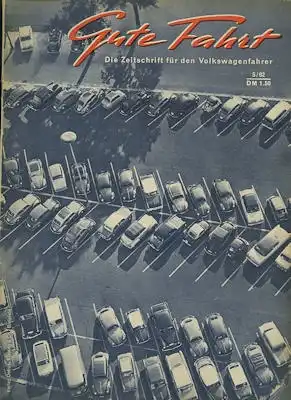 Gute Fahrt
Die Zeitschrift für den Volkswagenfahrer
5/62
DM 1.50